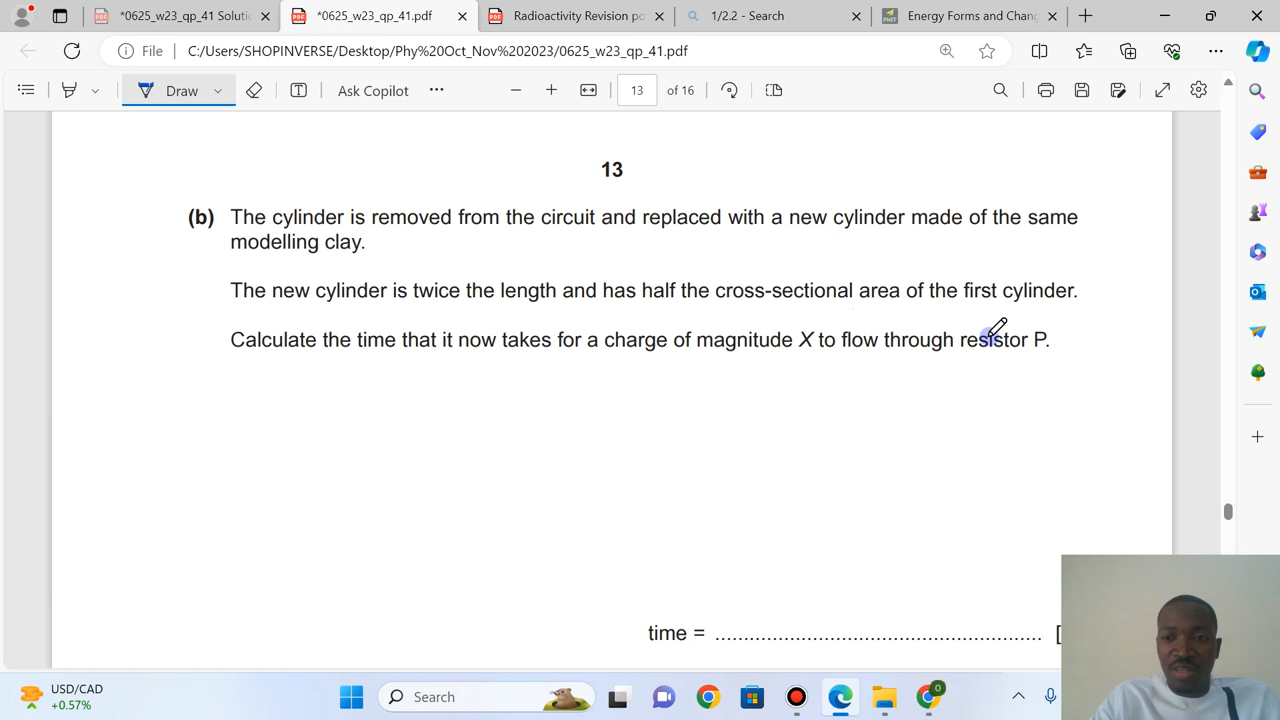 *0625_w23_qp_41 Soluti
*0625_w23_qp_41.pdf
Radioactivity Revision po
1/2.2 - Search
Energy Forms and Chan
File
C:/Users/SHOPINVERSE/Desktop/Phy%20Oct_Nov%202023/0625_w23_qp_41.pdf
Draw
Ask Copilot
13
of 16
13
(b) The cylinder is removed from the circuit and replaced with a new cylinder made of the same
modelling clay.
The new cylinder is twice the length and has half the cross-sectional area of the first cylinder.
Calculate the time that it now takes for a charge of magnitude X to flow through resistor P.
time = ........................................................ [
USD/CAD
+0.57%
Search
0